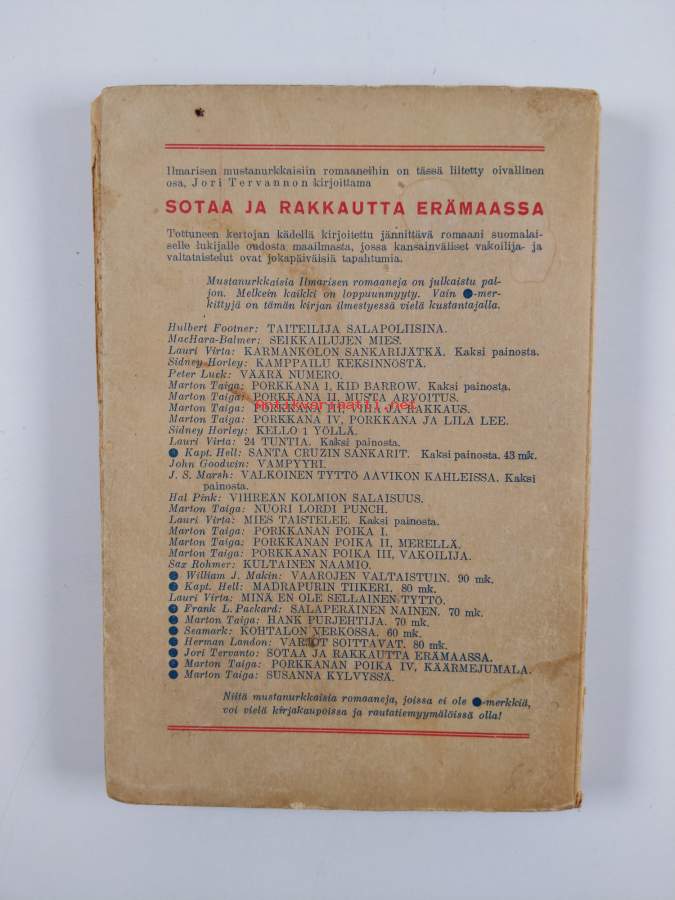 Ilmarisen mustanurkkaisiin romaaneihin on tässä liitetty oivallinen
osa, Jori Tervannon kirjoittama
SOTAA JA RAKKAUTTA ERÄMAASSA
Tottuneen kertojan kädellä kirjoitettu jännittävä romaani suomalai-
selle lukijalle oudosta maailmasta, jossa kansainväliset vakoilija- ja
valtataistelut ovat jokapäiväisiä tapahtumia.
Mustanurkkaisia Ilmarisen romaaneja on julkaistu pal-
jon. Melkein kaikki on loppuunmyyty. Vain ●-mer-
kittyjä on tämän kirjan ilmestyessä vielä kustantajalla.
Hulbert Footner: TAITEILIJA SALAPOLIISINA.
MacHara-Balmer: SEIKKAILUJEN MIES.
Lauri Virta: KARMANKOLON SANKARIJÄTKÄ. Kaksi painosta.
Sidney Horley: KAMPPAILU KEKSINNÖSTÄ.
Peter Luck: VÄÄRÄ NUMERO.
Marton Taiga: PORKKANA I, KID BARROW. Kaksi painosta.
Marton Taiga: PORKKANA II, MUSTA ARVOITUS.
antikvariaatti.net
Marton Taiga: PORKKANA III, VIHA JA RAKKAUS.
Marton Taiga: PORKKANA IV, PORKKANA JA LILA LEE.
Sidney Horley: KELLO 1 YÖLLÄ.
Lauri Virta: 24 TUNTIA. Kaksi painosta.
● Kapt. Hell: SANTA CRUZIN SANKARIT. Kaksi painosta. 43 mk.
John Goodwin: VAMPYYRI.
J. S. Marsh: VALKOINEN TYTTÖ AAVIKON KAHLEISSA. Kaksi
painosta.
Hal Pink: VIHREÄN KOLMION SALAISUUS.
Marton Taiga: NUORI LORDI PUNCH.
Lauri Virta: MIES TAISTELEE. Kaksi painosta.
Marton Taiga: PORKKANAN POIKA I.
Marton Taiga: PORKKANAN POIKA II, MERELLÄ.
Marton Taiga: PORKKANAN POIKA III, VAKOILIJA.
Sax Rohmer: KULTAINEN NAAMIO.
● William J. Makin: VAAROJEN VALTAISTUIN. 90 mk.
● Kapt. Hell: MADRAPURIN TIIKERI. 80 mk.
Lauri Virta: MINÄ EN OLE SELLAINEN TYTTÖ.
● Frank L. Packard: SALAPERÄINEN NAINEN. 70 mk.
● Marton Taiga: HANK PURJEHTIJA. 70 mk.
● Seamark: KOHTALON VERKOSSA. 60 mk.
● Herman Landon: VARJOT SOITTAVAT. 80 mk.
● Jori Tervanto: SOTAA JA RAKKAUTTA ERÄMAASSA.
● Marton Taiga: PORKKANAN POIKA IV, KÄÄRMEJUMALA.
● Marton Taiga: SUSANNA KYLVYSSÄ.
Niitä mustanurkkaisia romaaneja, joissa ei ole ●-merkkiä,
voi vielä kirjakaupoissa ja rautatiemyymälöissä olla!